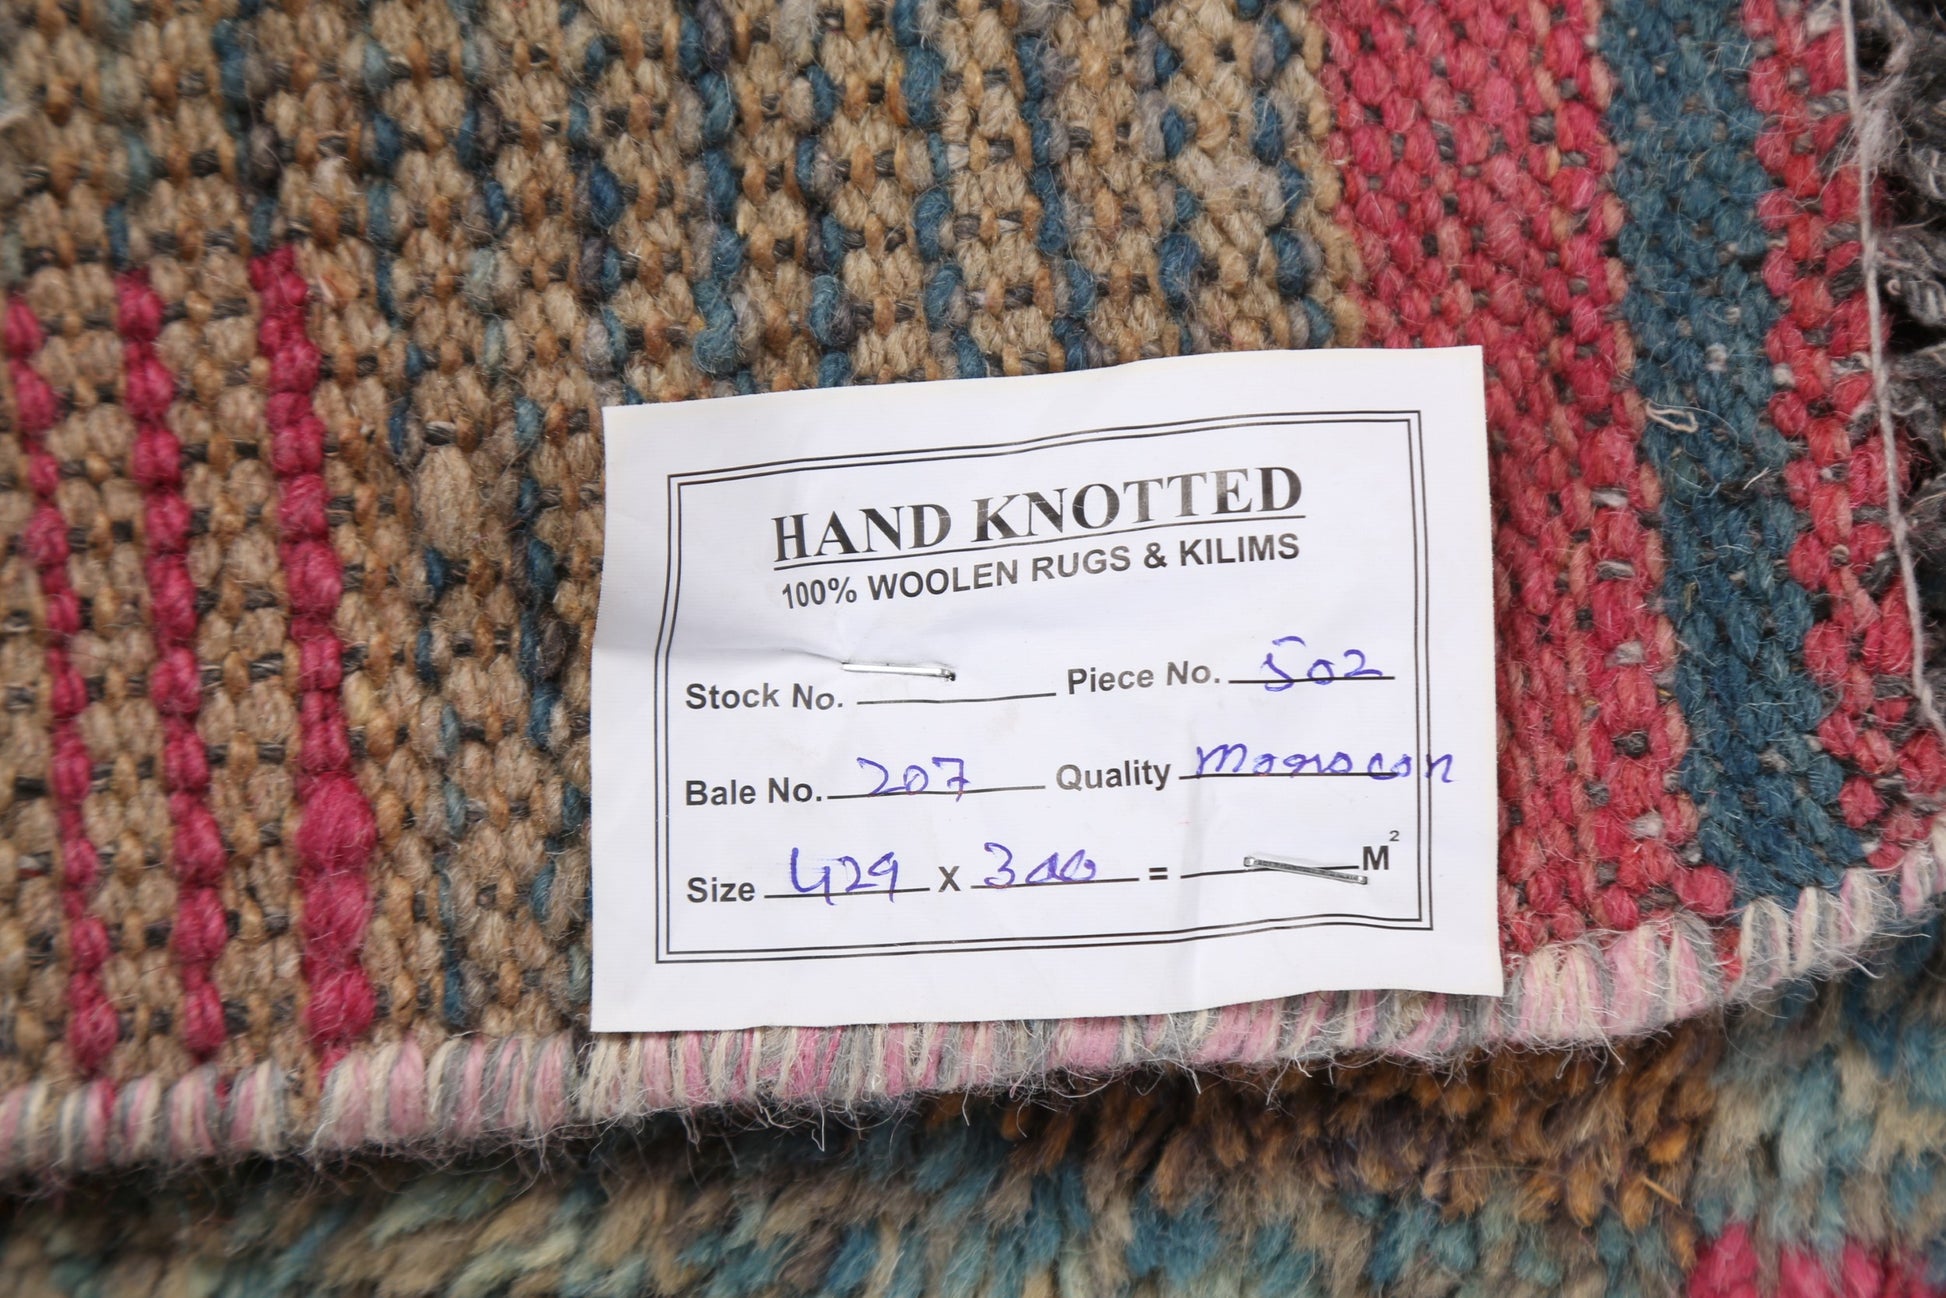 HAND KNOTTED
100% WOOLEN RUGS & KILIMS
Stock No. Piece No. 502
Bale No. 207 Quality Morocon
Size 429 X 300 = M²